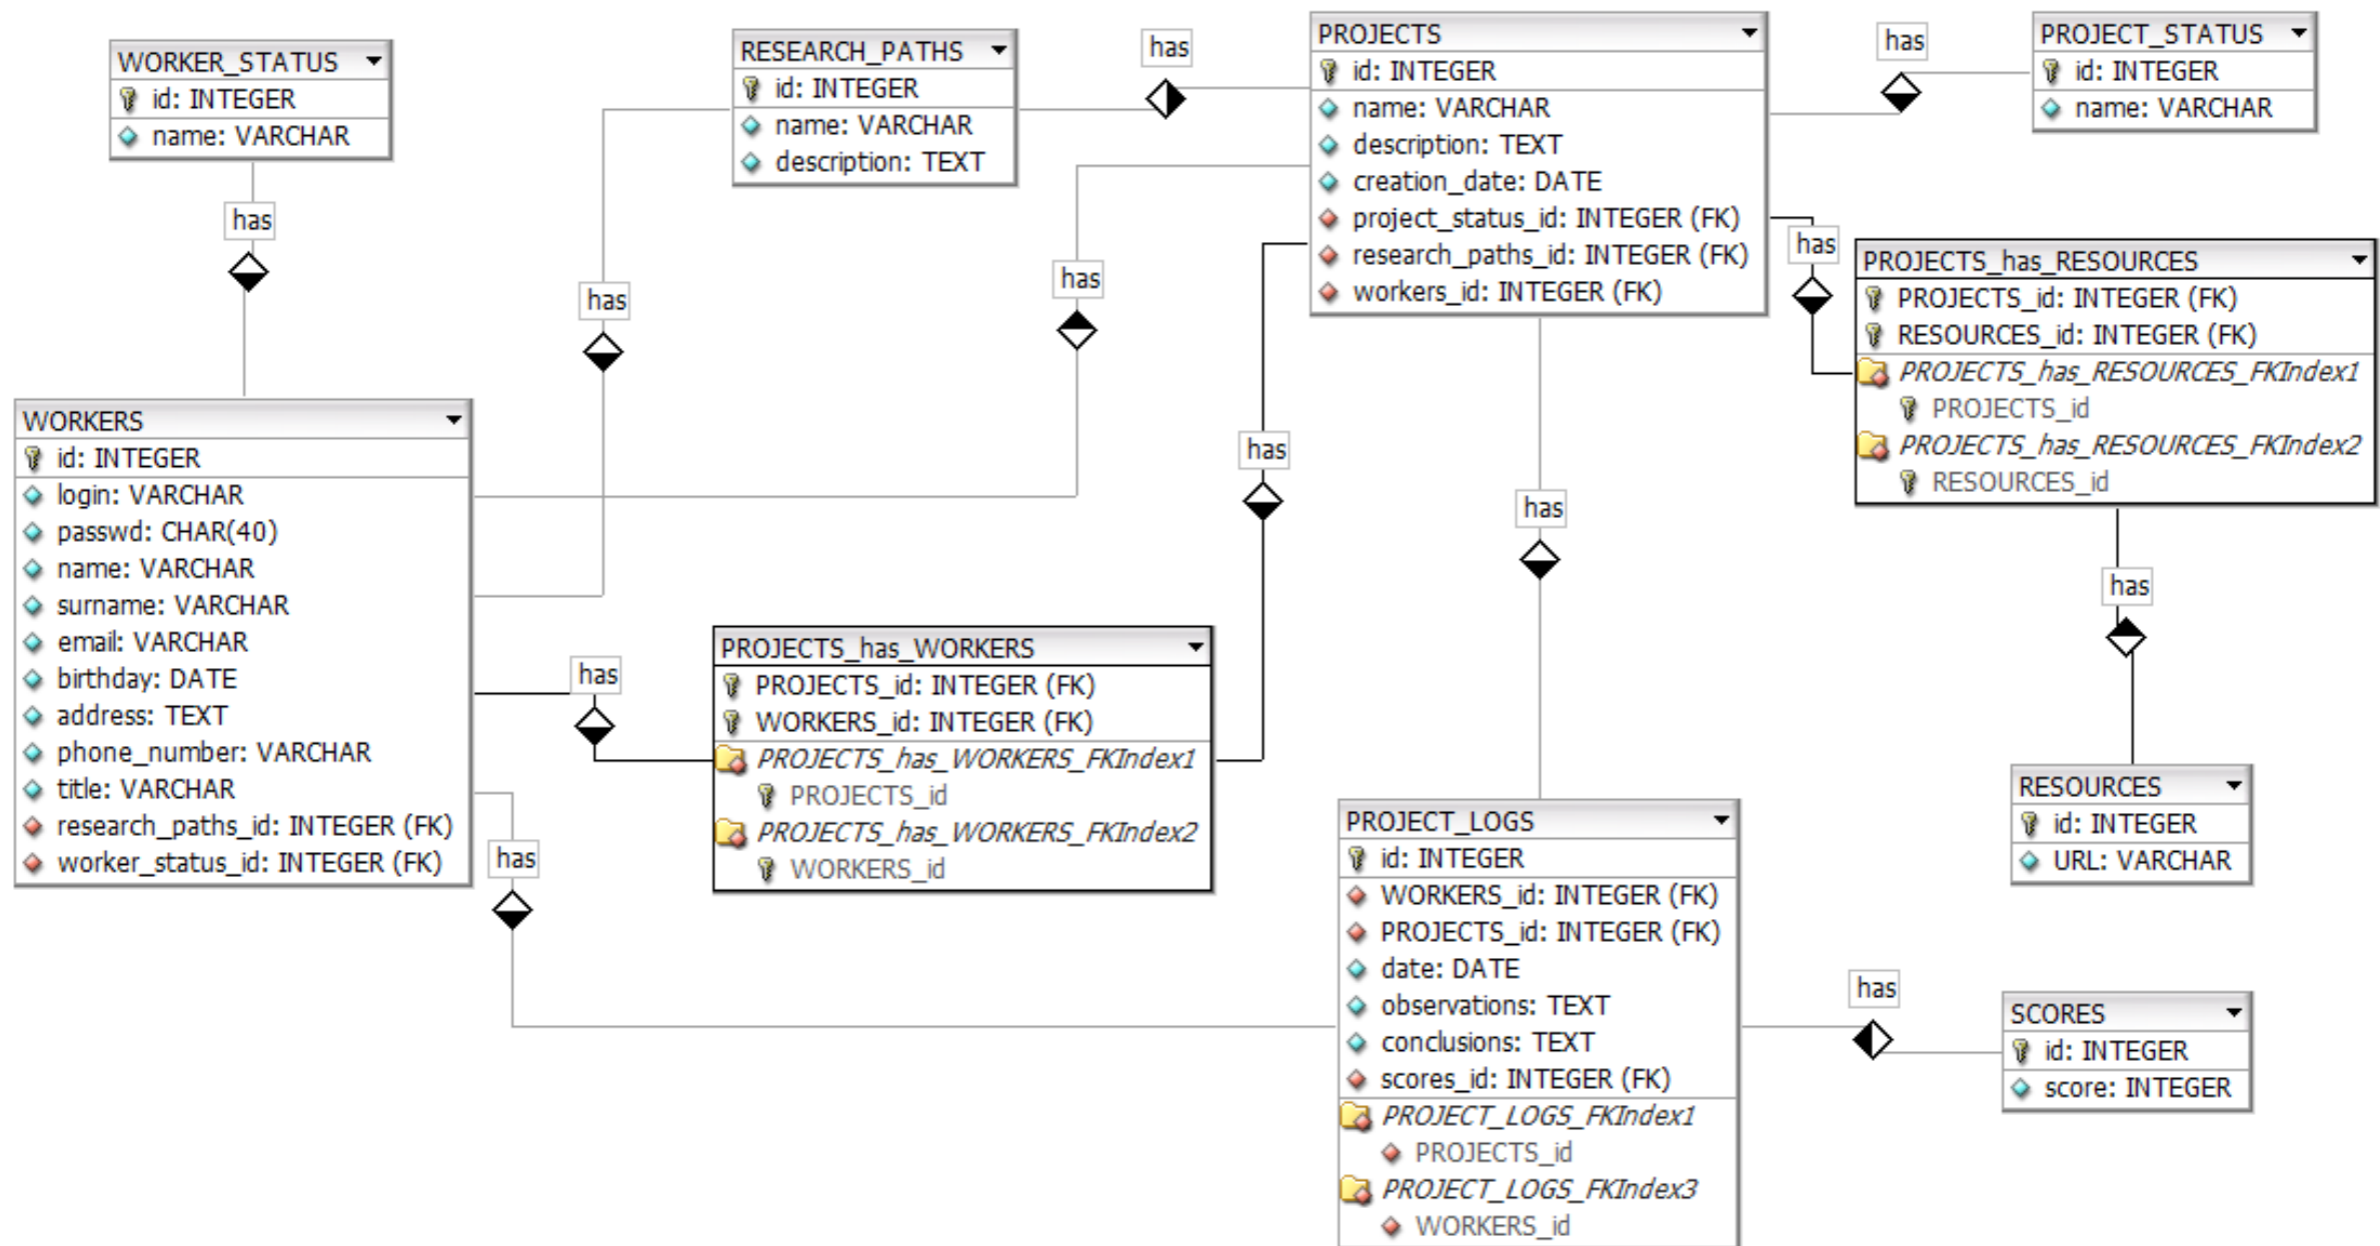 WORKER_STATUS
id: INTEGER
name: VARCHAR
has
RESEARCH_PATHS
id: INTEGER
name: VARCHAR
description: TEXT
has
PROJECTS
id: INTEGER
name: VARCHAR
description: TEXT
creation_date: DATE
project_status_id: INTEGER (FK)
research_paths_id: INTEGER (FK)
workers_id: INTEGER (FK)
has
PROJECT_STATUS
id: INTEGER
name: VARCHAR
has
has
has
PROJECTS_has_RESOURCES
PROJECTS_id: INTEGER (FK)
RESOURCES_id: INTEGER (FK)
PROJECTS_has_RESOURCES_FKIndex1
PROJECTS_id
PROJECTS_has_RESOURCES_FKIndex2
RESOURCES_id
WORKERS
id: INTEGER
login: VARCHAR
passwd: CHAR(40)
name: VARCHAR
surname: VARCHAR
email: VARCHAR
birthday: DATE
address: TEXT
phone_number: VARCHAR
title: VARCHAR
research_paths_id: INTEGER (FK)
worker_status_id: INTEGER (FK)
has
has
has
has
PROJECTS_has_WORKERS
PROJECTS_id: INTEGER (FK)
WORKERS_id: INTEGER (FK)
PROJECTS_has_WORKERS_FKIndex1
PROJECTS_id
PROJECTS_has_WORKERS_FKIndex2
WORKERS_id
has
PROJECT_LOGS
id: INTEGER
WORKERS_id: INTEGER (FK)
PROJECTS_id: INTEGER (FK)
date: DATE
observations: TEXT
conclusions: TEXT
scores_id: INTEGER (FK)
PROJECT_LOGS_FKIndex1
PROJECTS_id
PROJECT_LOGS_FKIndex3
WORKERS_id
RESOURCES
id: INTEGER
URL: VARCHAR
has
SCORES
id: INTEGER
score: INTEGER